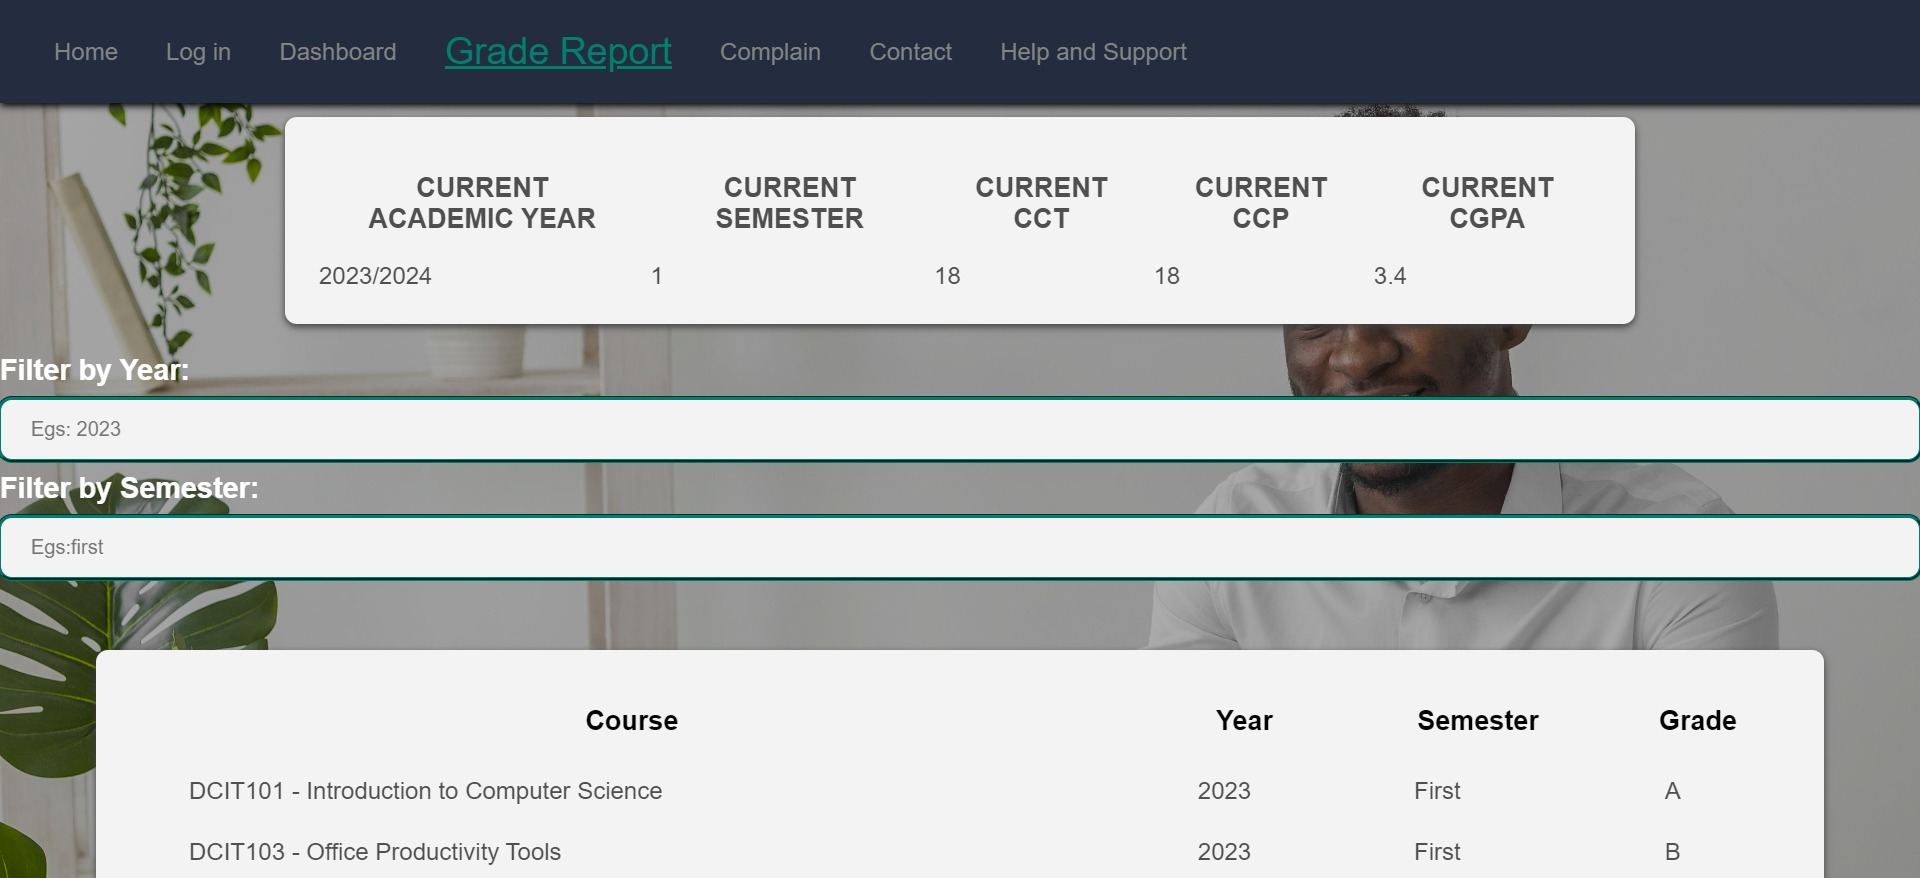 Home Log in Dashboard Grade Report Complain Contact Help and Support
CURRENT ACADEMIC YEAR CURRENT SEMESTER CURRENT CCT CURRENT CCP CURRENT CGPA
2023/2024 1 18 18 3.4
Filter by Year:
Egs: 2023
Filter by Semester:
Egs:first
Course Year Semester Grade
DCIT101 - Introduction to Computer Science 2023 First A
DCIT103 - Office Productivity Tools 2023 First B